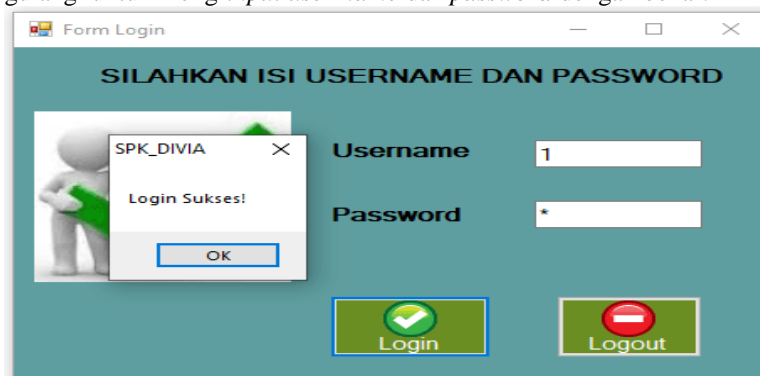 Form Login
SILAHKAN ISI USERNAME DAN PASSWORD
SPK_DIVIA
Login Sukses!
OK
Username 1
Password *
Login Logout